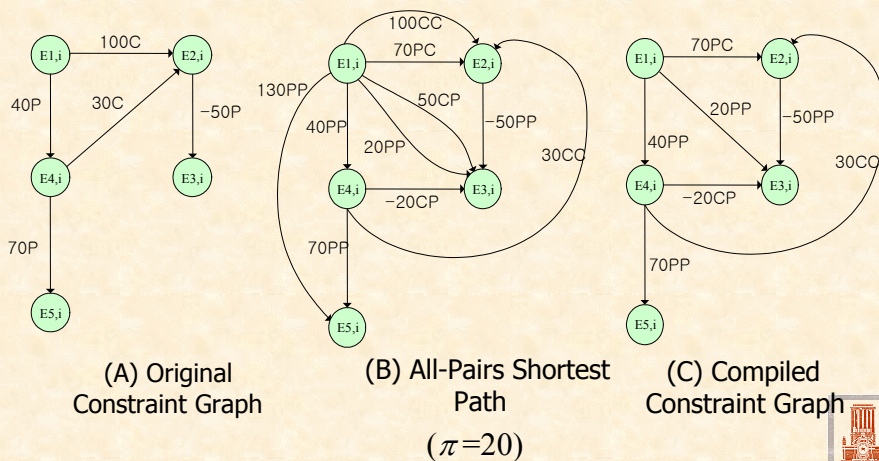 100C
E1,i
E2,i
40P
30C
-50P
E4,i
E3,i
70P
E5,i
(A) Original
Constraint Graph
100CC
E1,i
70PC
E2,i
130PP
50CP
40PP
-50PP
20PP
30CC
E4,i
E3,i
-20CP
70PP
E5,i
(B) All-Pairs Shortest
Path
(π=20)
E1,i
70PC
E2,i
20PP
-50PP
40PP
30CC
E4,i
E3,i
-20CP
70PP
E5,i
(C) Compiled
Constraint Graph